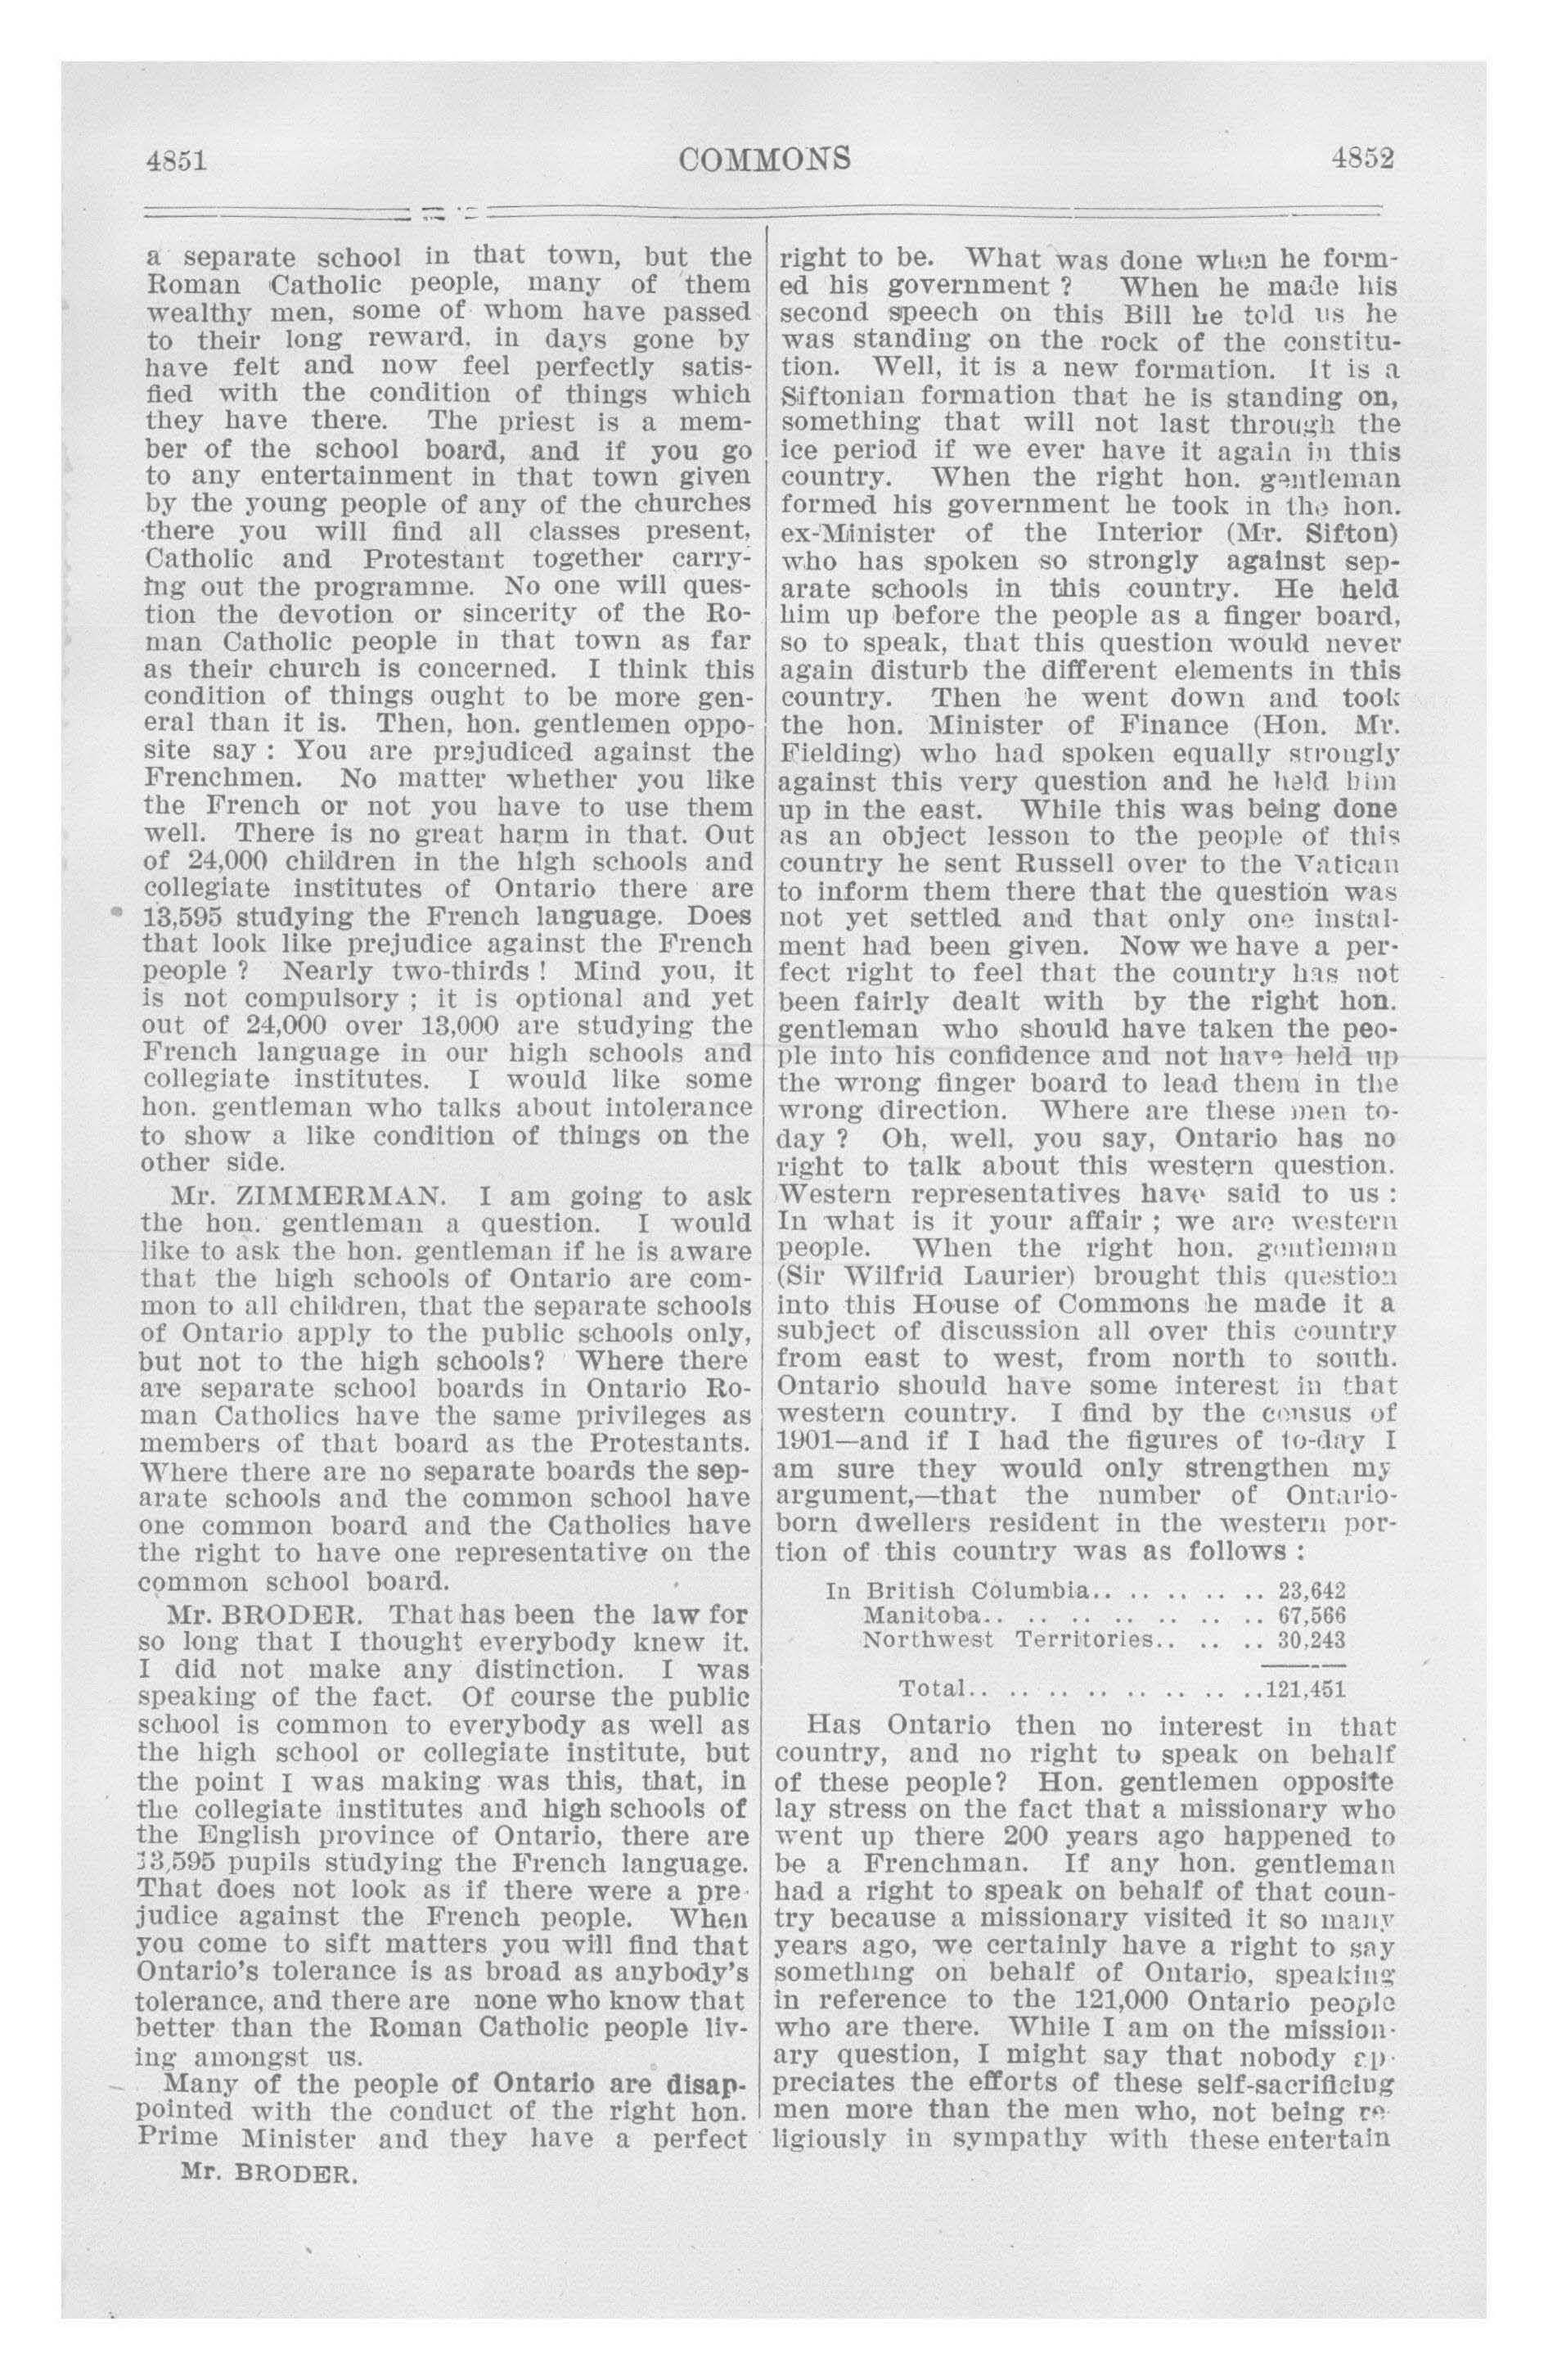 4851
COMMONS
4852
a separate school in that town, but the
Roman Catholic people, many of them
wealthy men, some of whom have passed
to their long reward, in days gone by
have felt and now feel perfectly satis-
fied with the condition of things which
they have there. The priest is a mem-
ber of the school board, and if you go
to any entertainment in that town given
by the young people of any of the churches
there you will find all classes present,
Catholic and Protestant together carry-
ing out the programme. No one will ques-
tion the devotion or sincerity of the Ro-
man Catholic people in that town as far
as their church is concerned. I think this
condition of things ought to be more gen-
eral than it is. Then, hon. gentlemen oppo-
site say : You are prejudiced against the
Frenchmen. No matter whether you like
the French or not you have to use them
well. There is no great harm in that. Out
of 24,000 children in the high schools and
collegiate institutes of Ontario there are
13,595 studying the French language. Does
that look like prejudice against the French
people ? Nearly two-thirds ! Mind you, it
is not compulsory ; it is optional and yet
out of 24,000 over 13,000 are studying the
French language in our high schools and
collegiate institutes. I would like some
hon. gentleman who talks about intolerance
to show a like condition of things on the
other side.
Mr. ZIMMERMAN. I am going to ask
the hon. gentleman a question. I would
like to ask the hon. gentleman if he is aware
that the high schools of Ontario are com-
mon to all children, that the separate schools
of Ontario apply to the public schools only,
but not to the high schools? Where there
are separate school boards in Ontario Ro-
man Catholics have the same privileges as
members of that board as the Protestants.
Where there are no separate boards the sep-
arate schools and the common school have
one common board and the Catholics have
the right to have one representative on the
common school board.
Mr. BRODER. That has been the law for
so long that I thought everybody knew it.
I did not make any distinction. I was
speaking of the fact. Of course the public
school is common to everybody as well as
the high school or collegiate institute, but
the point I was making was this, that, in
the collegiate institutes and high schools of
the English province of Ontario, there are
13,595 pupils studying the French language.
That does not look as if there were a pre-
judice against the French people. When
you come to sift matters you will find that
Ontario's tolerance is as broad as anybody's
tolerance, and there are none who know that
better than the Roman Catholic people liv-
ing amongst us.
Many of the people of Ontario are disap-
pointed with the conduct of the right hon.
Prime Minister and they have a perfect
Mr. BRODER.
right to be. What was done when he form-
ed his government ? When he made his
second speech on this Bill he told us he
was standing on the rock of the constitu-
tion. Well, it is a new formation. It is a
Siftonian formation that he is standing on,
something that will not last through the
ice period if we ever have it again in this
country. When the right hon. gentleman
formed his government he took in the hon.
ex-Minister of the Interior (Mr. Sifton)
who has spoken so strongly against sep-
arate schools in this country. He held
him up before the people as a finger board,
so to speak, that this question would never
again disturb the different elements in this
country. Then he went down and took
the hon. Minister of Finance (Hon. Mr.
Fielding) who had spoken equally strongly
against this very question and he held him
up in the east. While this was being done
as an object lesson to the people of this
country he sent Russell over to the Vatican
to inform them there that the question was
not yet settled and that only one instal-
ment had been given. Now we have a per-
fect right to feel that the country has not
been fairly dealt with by the right hon.
gentleman who should have taken the peo-
ple into his confidence and not have held up
the wrong finger board to lead them in the
wrong direction. Where are these men to-
day ? Oh, well, you say, Ontario has no
right to talk about this western question.
Western representatives have said to us :
In what is it your affair ; we are western
people. When the right hon. gentleman
(Sir Wilfrid Laurier) brought this question
into this House of Commons he made it a
subject of discussion all over this country
from east to west, from north to south.
Ontario should have some interest in that
western country. I find by the census of
1901—and if I had the figures of to-day I
am sure they would only strengthen my
argument,—that the number of Ontario-
born dwellers resident in the western por-
tion of this country was as follows :
In British Columbia.. .. .. .. .. 23,642
Manitoba.. .. .. .. .. .. .. .. 67,566
Northwest Territories.. .. .. .. 30,243
Total.. .. .. .. .. .. .. ..121,451
Has Ontario then no interest in that
country, and no right to speak on behalf
of these people? Hon. gentlemen opposite
lay stress on the fact that a missionary who
went up there 200 years ago happened to
be a Frenchman. If any hon. gentleman
had a right to speak on behalf of that coun-
try because a missionary visited it so many
years ago, we certainly have a right to say
something on behalf of Ontario, speaking
in reference to the 121,000 Ontario people
who are there. While I am on the mission-
ary question, I might say that nobody ap-
preciates the efforts of these self-sacrificing
men more than the men who, not being re-
ligiously in sympathy with these entertain